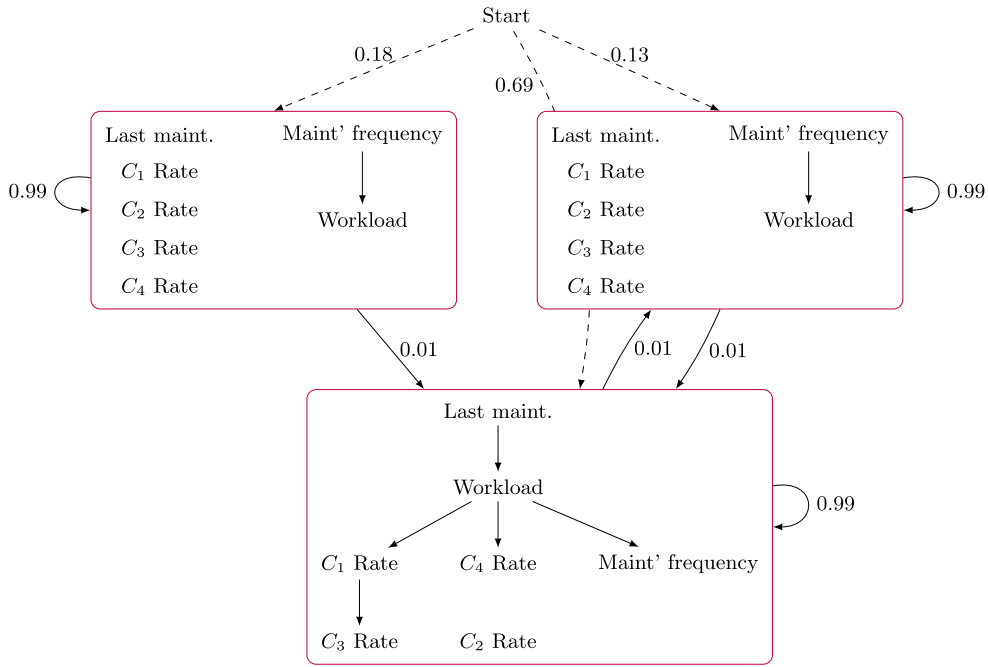 Start
0.18
0.13
0.69
Last maint.
Maint' frequency
C₁ Rate
C₂ Rate
Workload
C₃ Rate
C₄ Rate
0.99
Last maint.
Maint' frequency
C₁ Rate
C₂ Rate
Workload
C₃ Rate
C₄ Rate
0.99
0.01
0.01
0.01
Last maint.
Workload
C₁ Rate
C₄ Rate
Maint' frequency
C₃ Rate
C₂ Rate
0.99